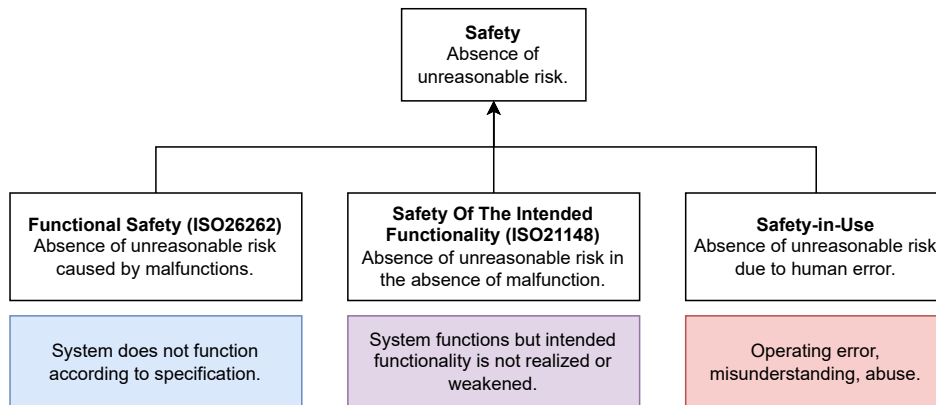 Safety
Absence of
unreasonable risk.
Functional Safety (ISO26262)
Absence of unreasonable risk
caused by malfunctions.
Safety Of The Intended
Functionality (ISO21148)
Absence of unreasonable risk in
the absence of malfunction.
Safety-in-Use
Absence of unreasonable risk
due to human error.
System does not function
according to specification.
System functions but intended
functionality is not realized or
weakened.
Operating error,
misunderstanding, abuse.